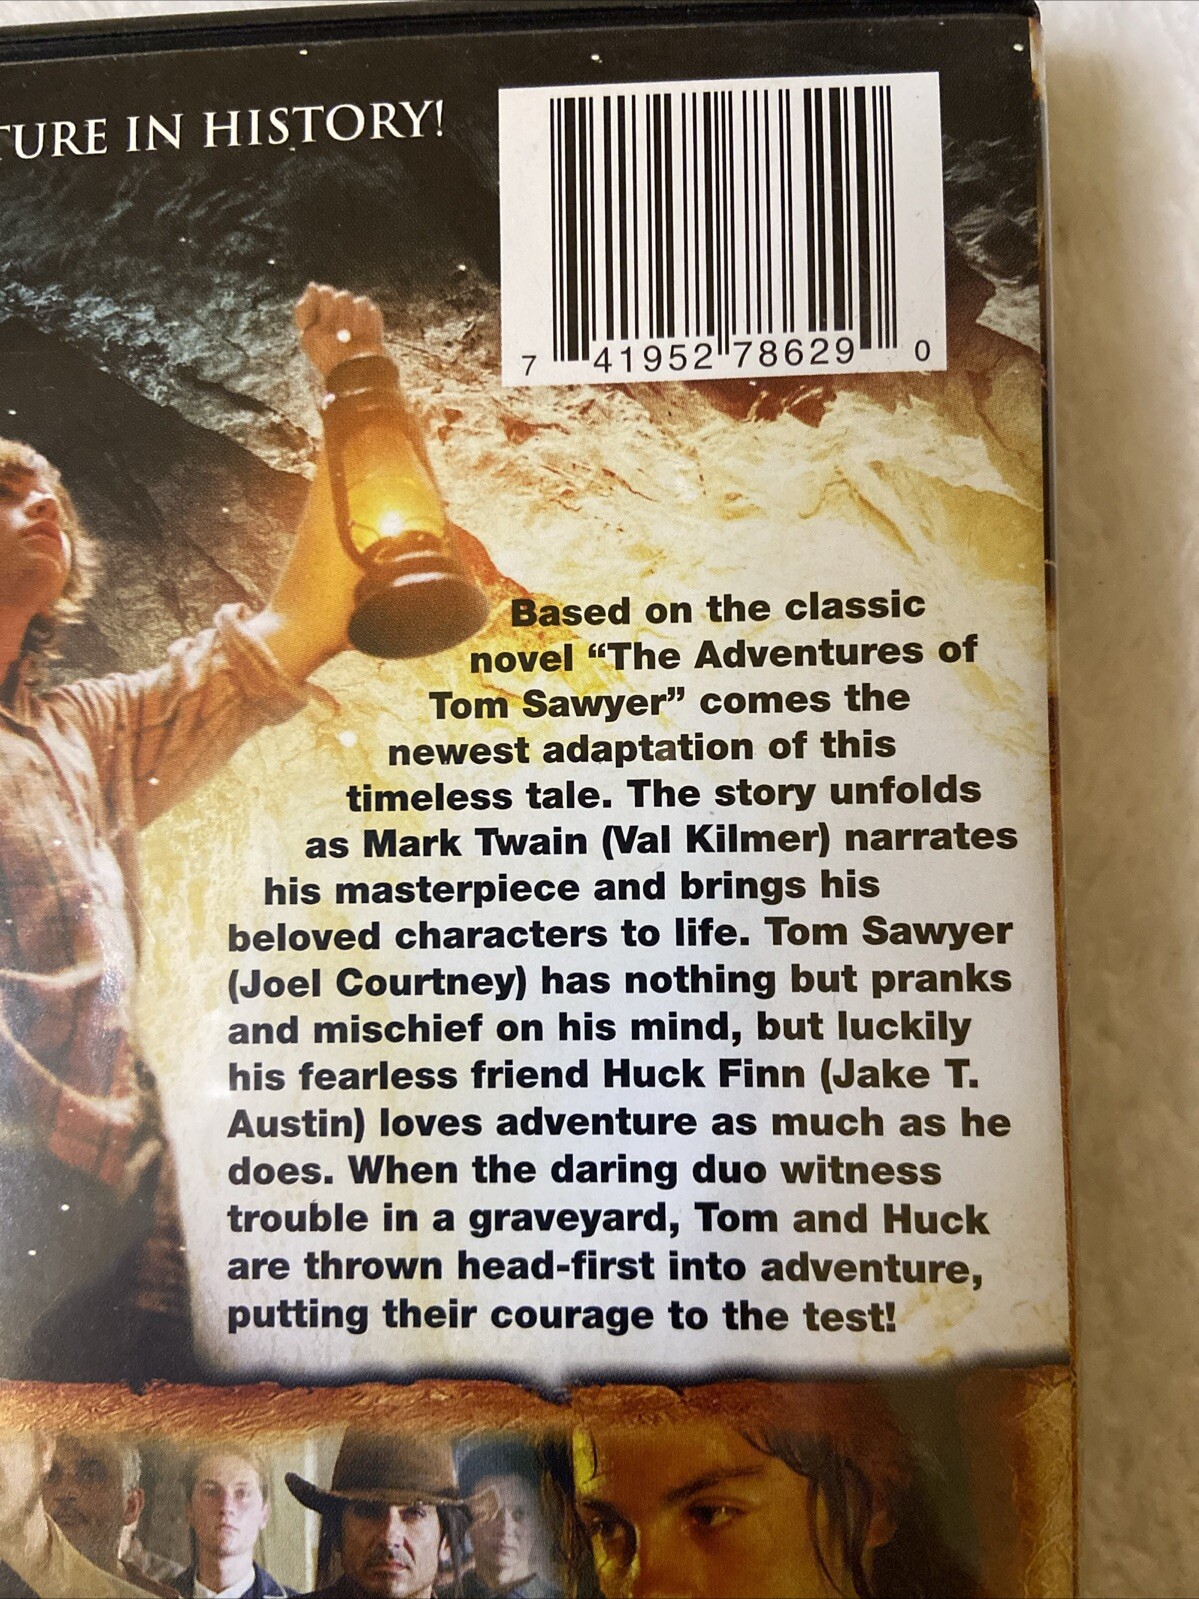 TURE IN HISTORY!
7 41952 78629 0
Based on the classic
novel “The Adventures of
Tom Sawyer” comes the
newest adaptation of this
timeless tale. The story unfolds
as Mark Twain (Val Kilmer) narrates
his masterpiece and brings his
beloved characters to life. Tom Sawyer
(Joel Courtney) has nothing but pranks
and mischief on his mind, but luckily
his fearless friend Huck Finn (Jake T.
Austin) loves adventure as much as he
does. When the daring duo witness
trouble in a graveyard, Tom and Huck
are thrown head-first into adventure,
putting their courage to the test!